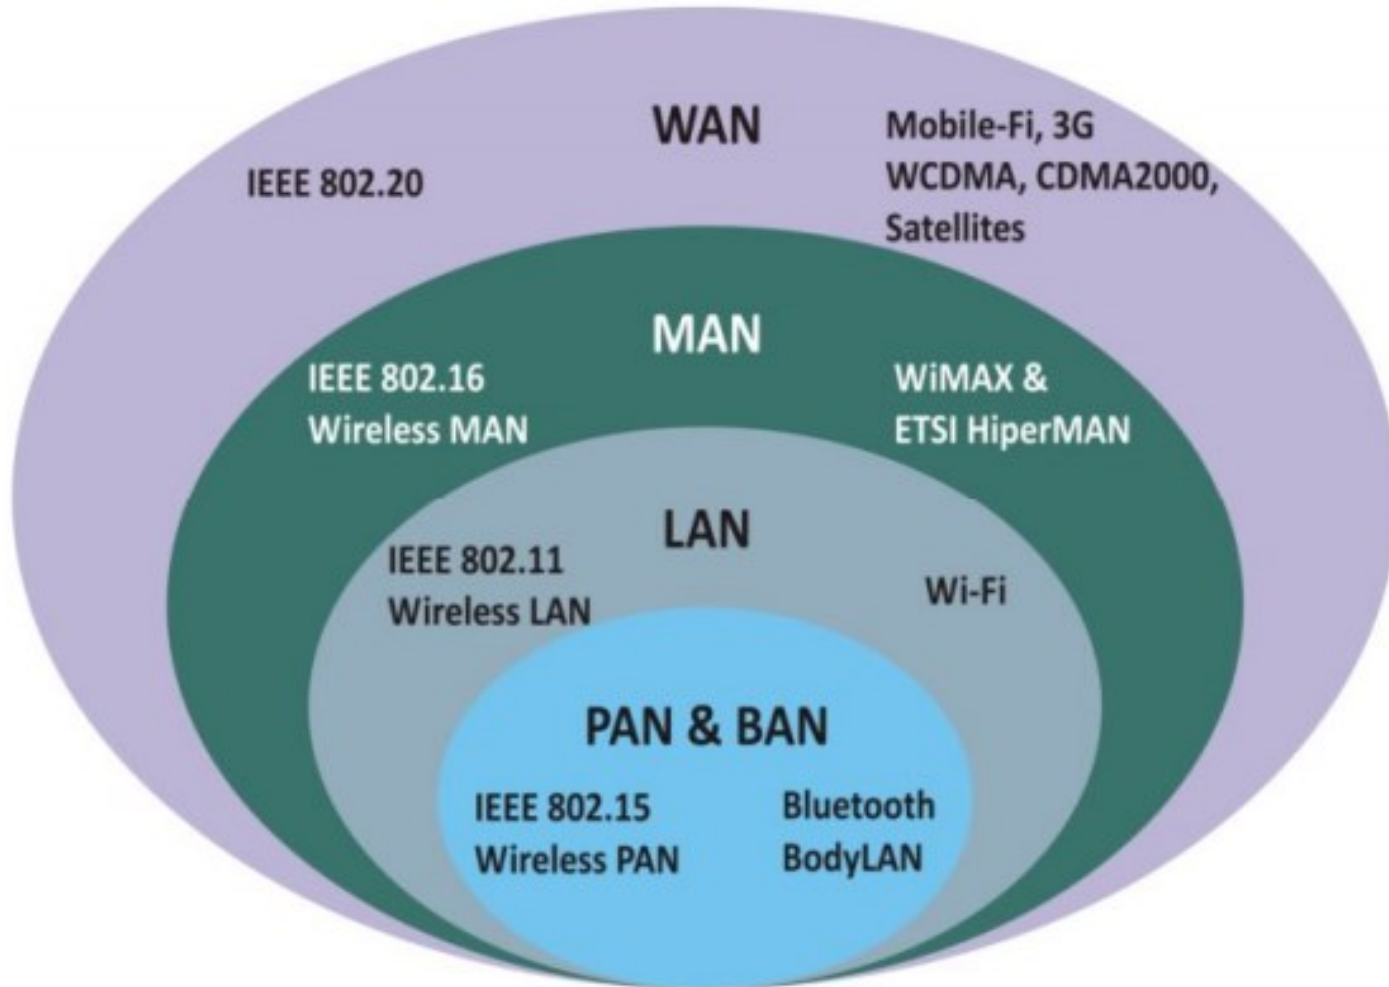 WAN
IEEE 802.20
Mobile-Fi, 3G
WCDMA, CDMA2000,
Satellites
MAN
IEEE 802.16
Wireless MAN
WiMAX &
ETSI HiperMAN
LAN
IEEE 802.11
Wireless LAN
Wi-Fi
PAN & BAN
IEEE 802.15
Wireless PAN
Bluetooth
BodyLAN